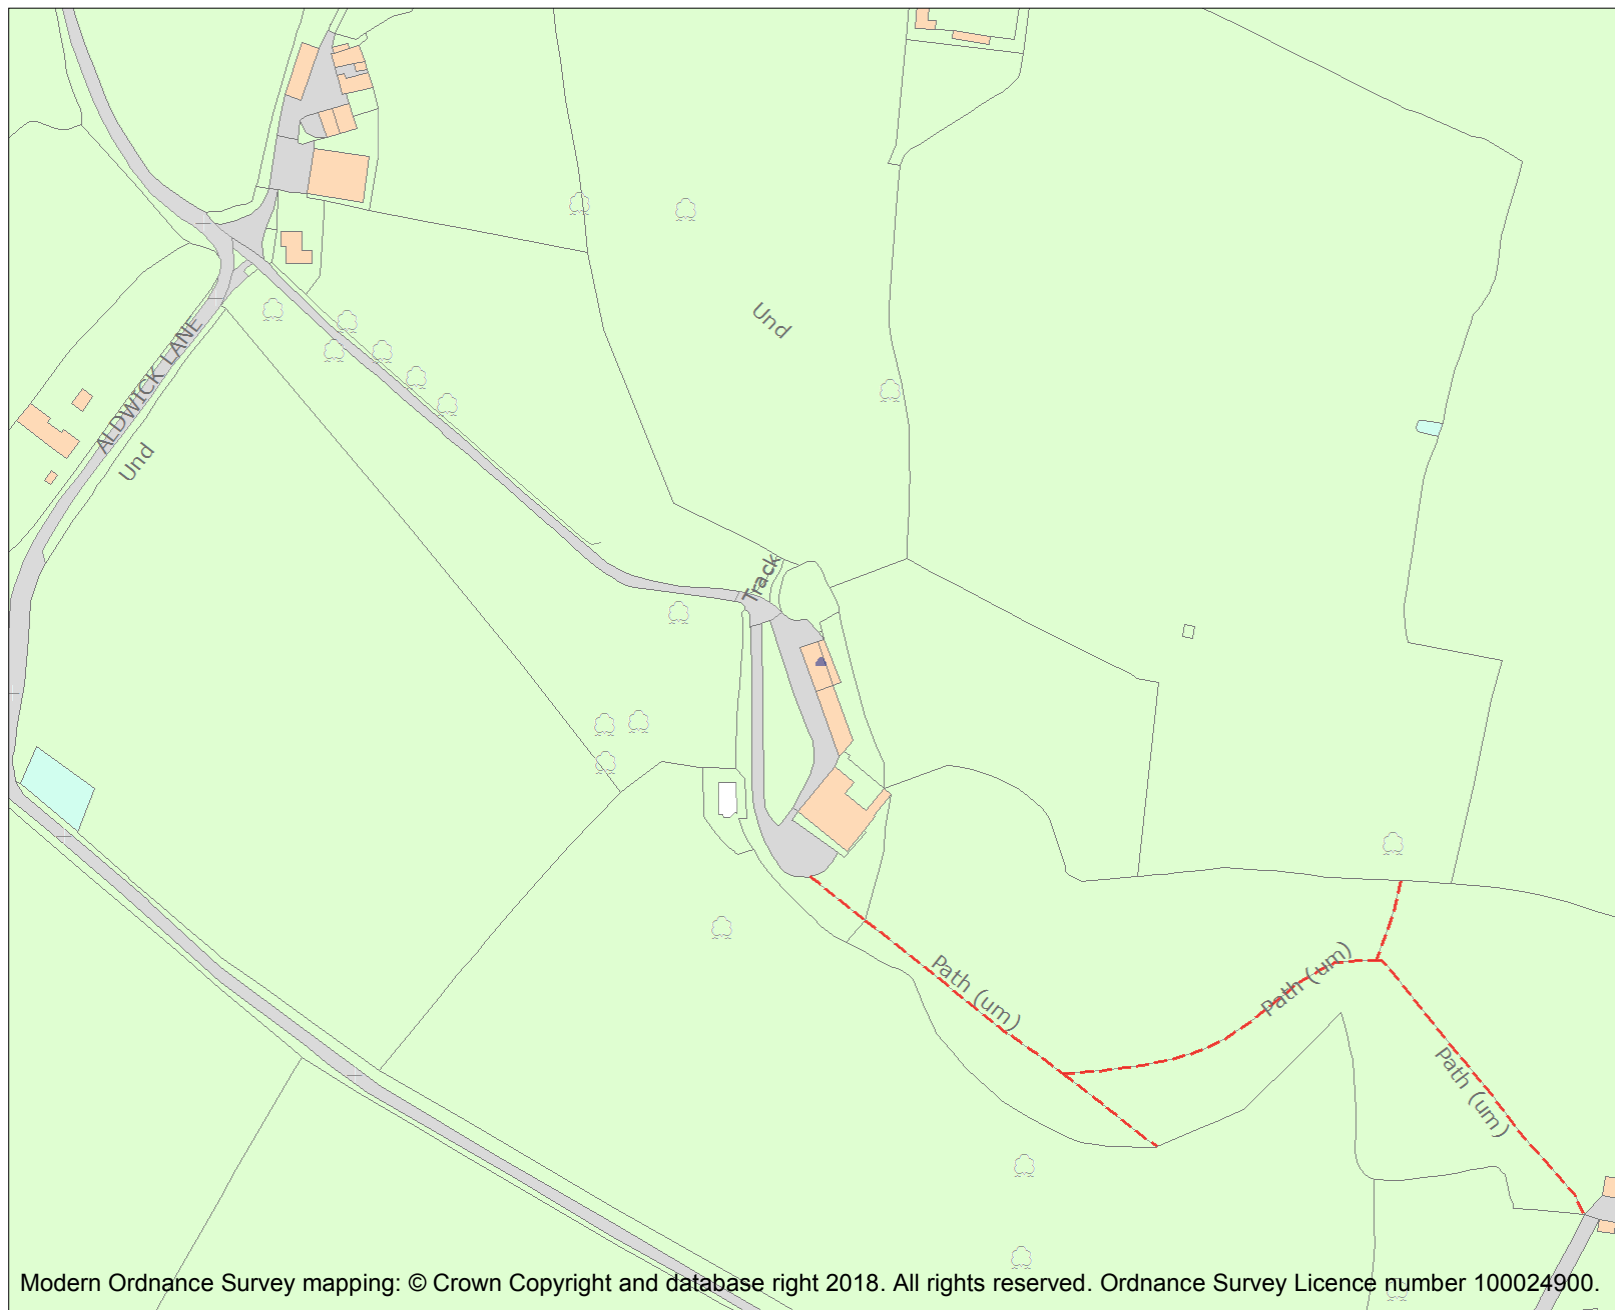 Und
ALDWICK LANE
Und
Track
Path (um)
Path (um)
Path (um)
Modern Ordnance Survey mapping: © Crown Copyright and database right 2018. All rights reserved. Ordnance Survey Licence number 100024900.